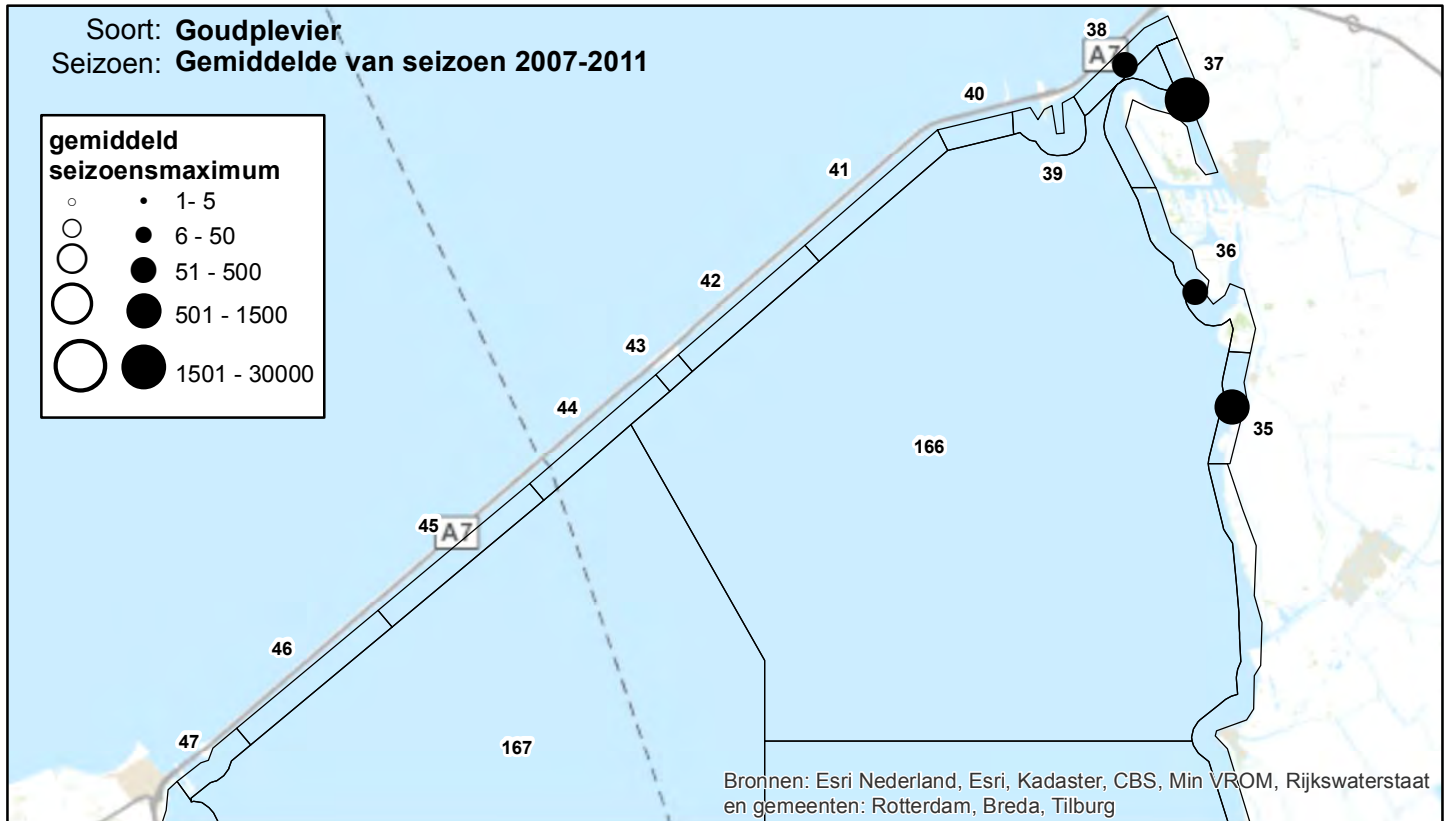 Soort: Goudplevier
Seizoen: Gemiddelde van seizoen 2007-2011
gemiddeld
seizoensmaximum
1- 5
6 - 50
51 - 500
501 - 1500
1501 - 30000
38
A7
37
40
41
39
36
42
43
44
35
166
45
A7
46
47
167
Bronnen: Esri Nederland, Esri, Kadaster, CBS, Min VROM, Rijkswaterstaat
en gemeenten: Rotterdam, Breda, Tilburg